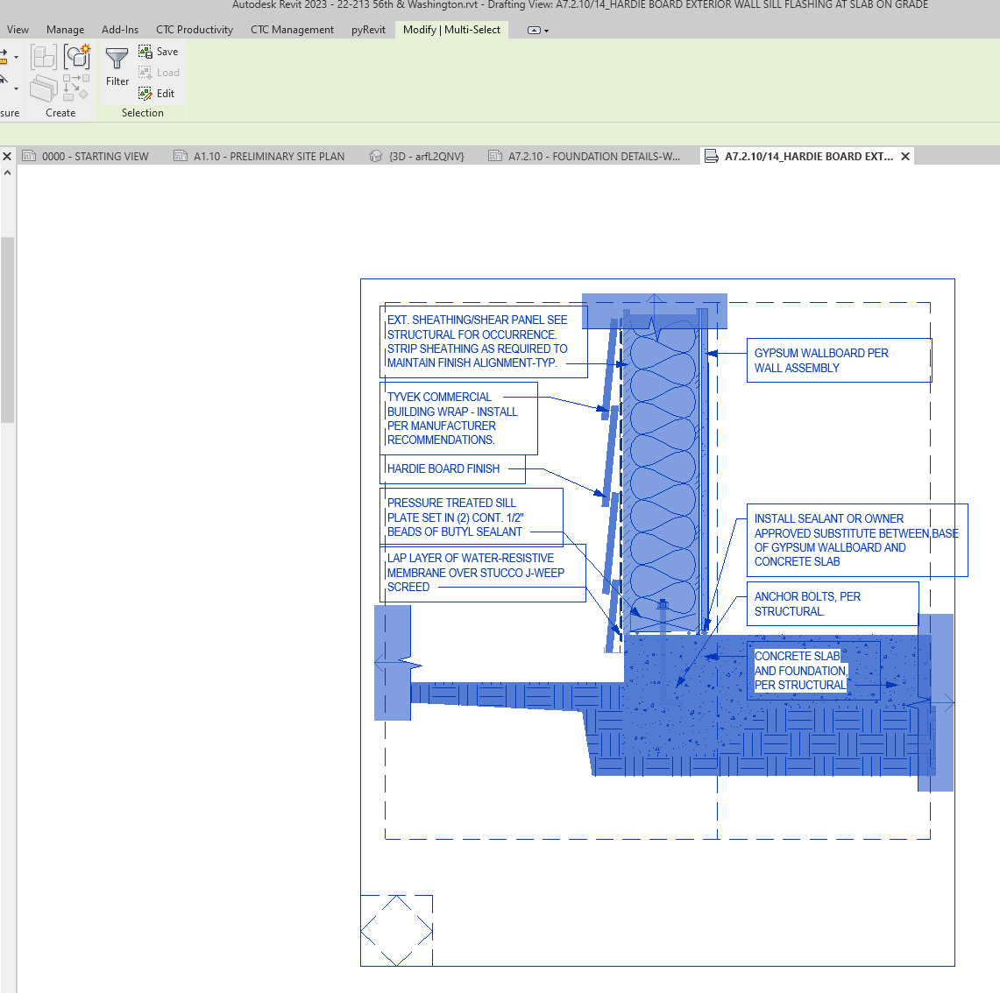 Autodesk Revit 2023 - 22-213 56th & Washington.rvt - Drafting View: A7.2.10/14_HARDIE BOARD EXTERIOR WALL SILL FLASHING AT SLAB ON GRADE
View Manage Add-Ins CTC Productivity CTC Management pyRevit Modify | Multi-Select
Save
Load
Filter
Edit
sure Create Selection
0000 - STARTING VIEW A1.10 - PRELIMINARY SITE PLAN {3D - arfL2QNV} A7.2.10 - FOUNDATION DETAILS-W... A7.2.10/14_HARDIE BOARD EXT...
EXT. SHEATHING/SHEAR PANEL SEE
STRUCTURAL FOR OCCURRENCE.
STRIP SHEATHING AS REQUIRED TO
MAINTAIN FINISH ALIGNMENT-TYP.
TYVEK COMMERCIAL
BUILDING WRAP - INSTALL
PER MANUFACTURER
RECOMMENDATIONS.
HARDIE BOARD FINISH
PRESSURE TREATED SILL
PLATE SET IN (2) CONT. 1/2"
BEADS OF BUTYL SEALANT
LAP LAYER OF WATER-RESISTIVE
MEMBRANE OVER STUCCO J-WEEP
SCREED
GYPSUM WALLBOARD PER
WALL ASSEMBLY
INSTALL SEALANT OR OWNER
APPROVED SUBSTITUTE BETWEEN BASE
OF GYPSUM WALLBOARD AND
CONCRETE SLAB
ANCHOR BOLTS, PER
STRUCTURAL.
CONCRETE SLAB
AND FOUNDATION,
PER STRUCTURAL